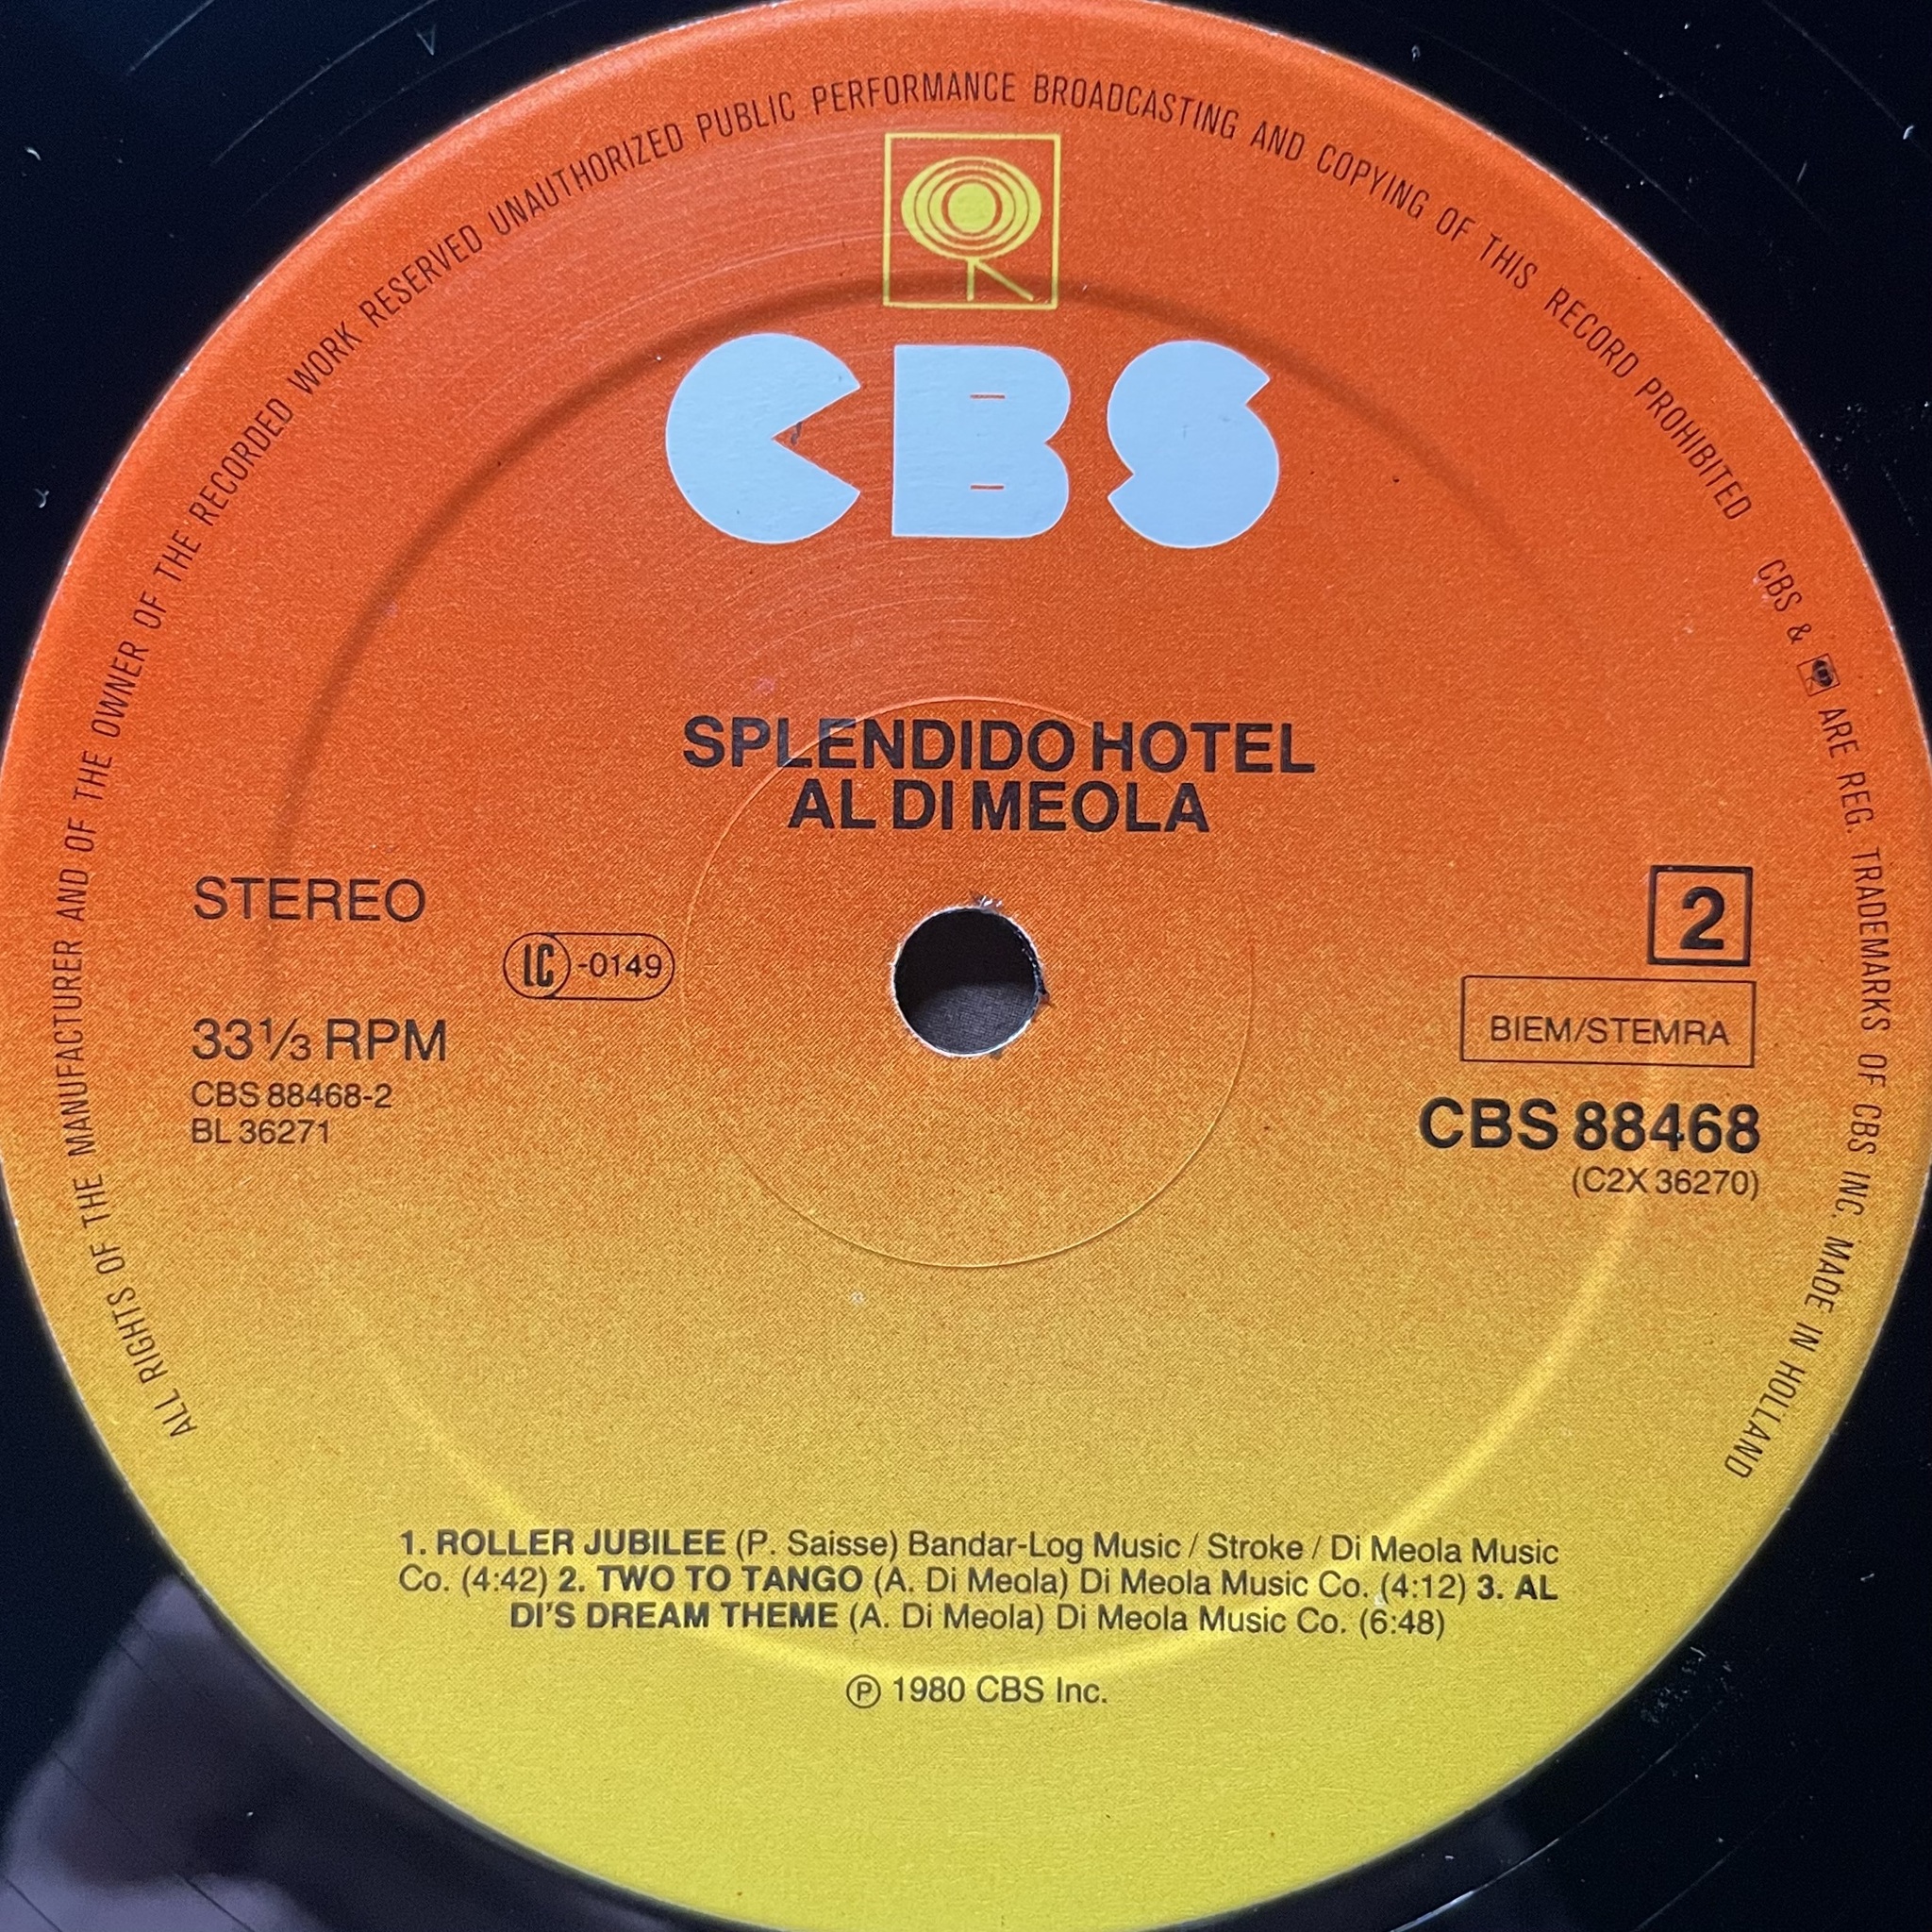 ALL RIGHTS OF THE MANUFACTURER AND OF THE OWNER OF THE RECORDED WORK RESERVED UNAUTHORIZED PUBLIC PERFORMANCE BROADCASTING AND COPYING OF THIS RECORD PROHIBITED CBS & ARE REG. TRADEMARKS OF CBS INC. MADE IN HOLLAND
CBS
SPLENDIDO HOTEL
AL DI MEOLA
STEREO
LC-0149
33⅓ RPM
CBS 88468-2
BL 36271
2
BIEM/STEMRA
CBS 88468
(C2X 36270)
1. ROLLER JUBILEE (P. Saisse) Bandar-Log Music / Stroke / Di Meola Music
Co. (4:42) 2. TWO TO TANGO (A. Di Meola) Di Meola Music Co. (4:12) 3. AL
DI'S DREAM THEME (A. Di Meola) Di Meola Music Co. (6:48)
Ⓟ 1980 CBS Inc.